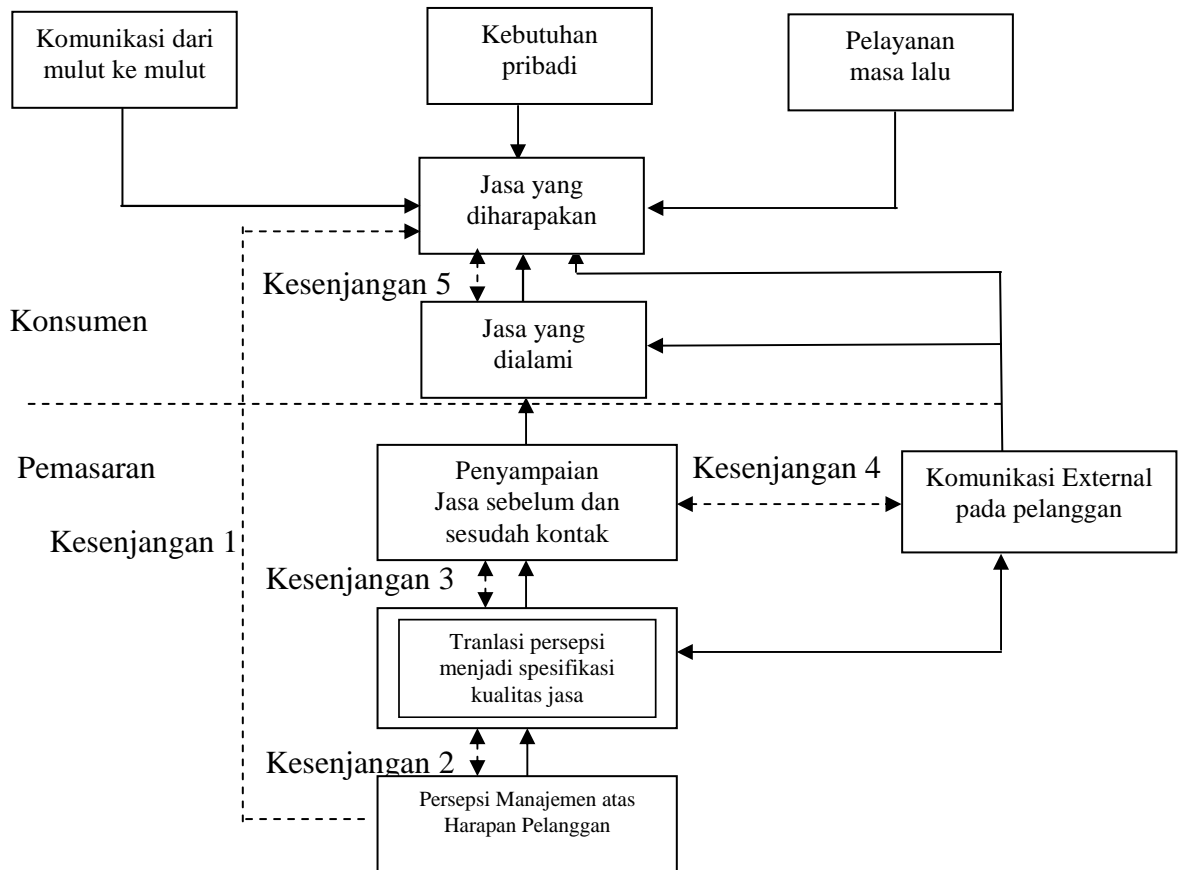 Komunikasi dari
mulut ke mulut
Kebutuhan
pribadi
Pelayanan
masa lalu
Jasa yang
diharapakan
Kesenjangan 5
Konsumen
Jasa yang
dialami
Pemasaran
Penyampaian
Jasa sebelum dan
sesudah kontak
Kesenjangan 4
Komunikasi External
pada pelanggan
Kesenjangan 1
Kesenjangan 3
Tranlasi persepsi
menjadi spesifikasi
kualitas jasa
Kesenjangan 2
Persepsi Manajemen atas
Harapan Pelanggan